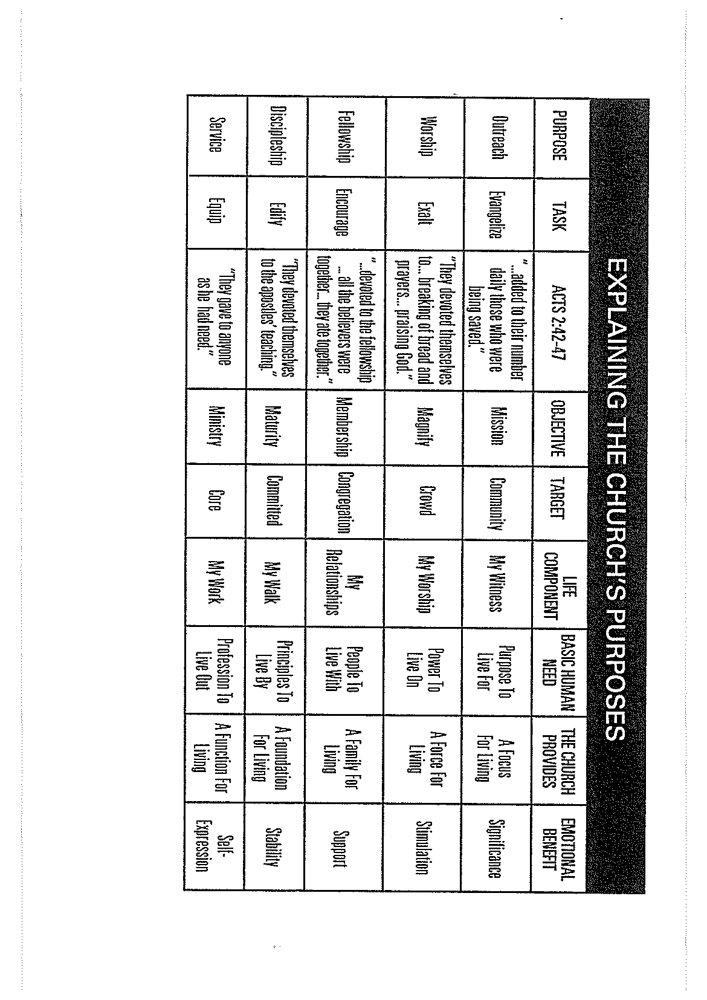 EXPLAINING THE CHURCH'S PURPOSES
PURPOSE
TASK
ACTS 2:42-47
OBJECTIVE
TARGET
LIFE
COMPONENT
BASIC HUMAN
NEED
THE CHURCH
PROVIDES
EMOTIONAL
BENEFIT
Outreach
Evangelize
"...added to their number
daily those who were
being saved."
Mission
Community
My Witness
Purpose To
Live For
A Focus
For Living
Significance
Worship
Exalt
"They devoted themselves
to... breaking of bread and
prayers... praising God."
Magnify
Crowd
My Worship
Power To
Live On
A Force For
Living
Stimulation
Fellowship
Encourage
"...devoted to the fellowship
... all the believers were
together... they ate together."
Membership
Congregation
My
Relationships
People To
Live With
A Family For
Living
Support
Discipleship
Edify
"They devoted themselves
to the apostles' teaching."
Maturity
Committed
My Walk
Principles To
Live By
A Foundation
For Living
Stability
Service
Equip
"They gave to anyone
as he had need."
Ministry
Core
My Work
Profession To
Live Out
A Function For
Living
Self-
Expression